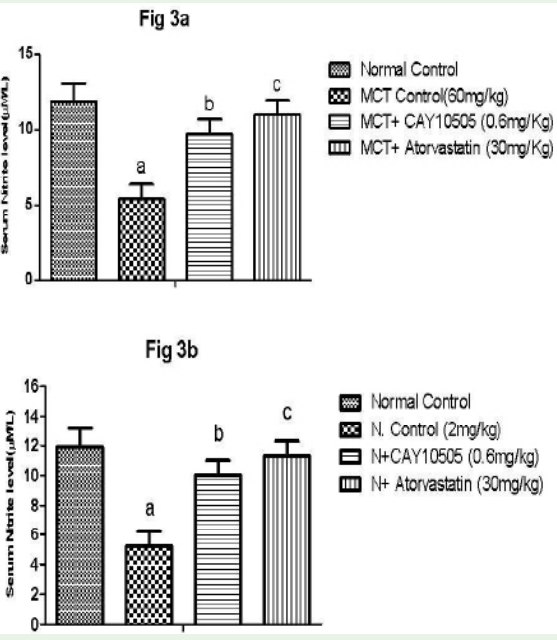 Fig 3a
Serum Nitrite level (µM/L)
15
10
5
0
a
b
c
Normal Control
MCT Control(60mg/kg)
MCT+ CAY10505 (0.6mg/Kg)
MCT+ Atorvastatin (30mg/Kg)
Fig 3b
Serum Nitrite level(µM/L)
16
14
12
10
8
6
4
2
0
a
b
c
Normal Control
N. Control (2mg/kg)
N+CAY10505 (0.6mg/kg)
N+ Atorvastatin (30mg/kg)